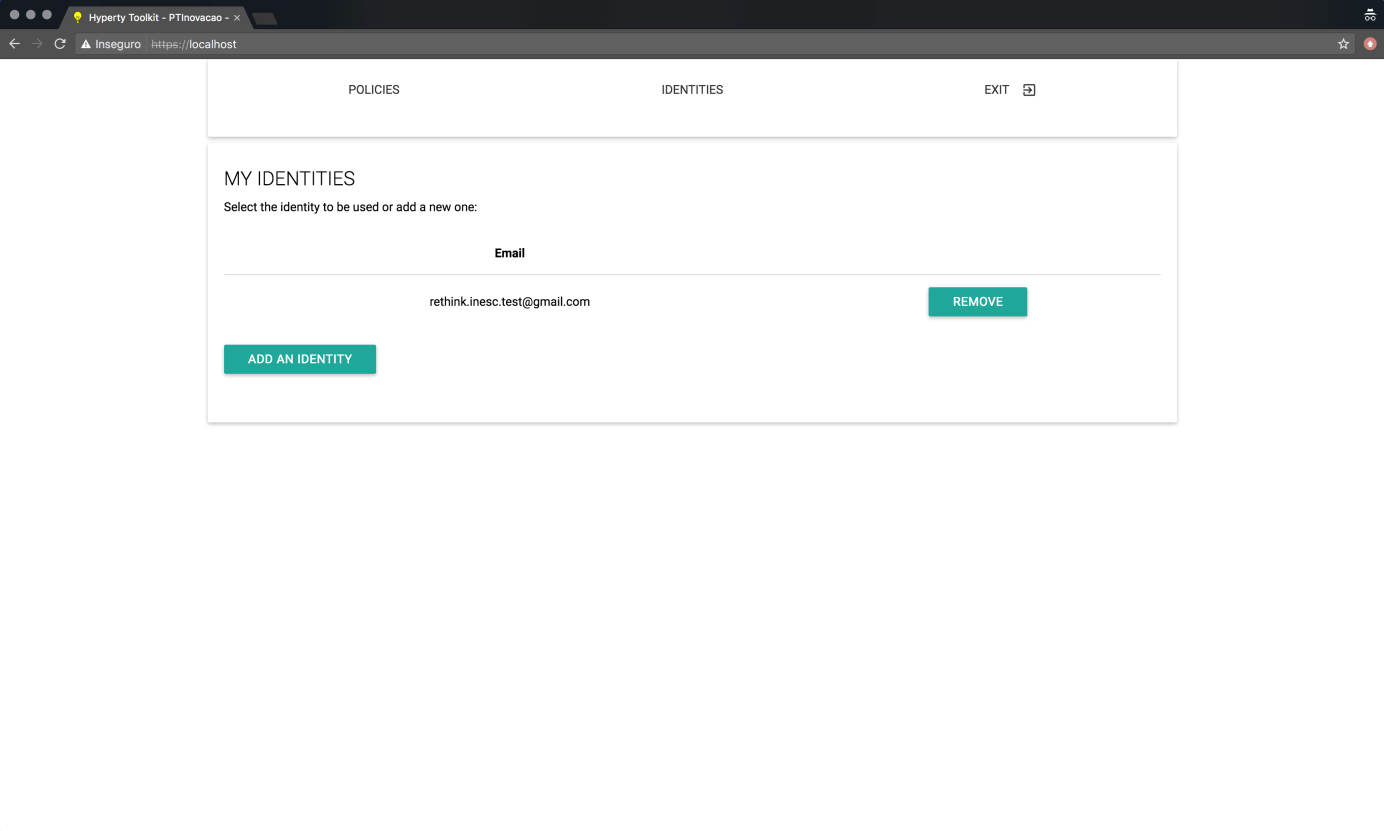 Hyperty Toolkit - PTInovacao -
Inseguro https://localhost
POLICIES IDENTITIES EXIT
MY IDENTITIES
Select the identity to be used or add a new one:
Email
rethink.inesc.test@gmail.com REMOVE
ADD AN IDENTITY